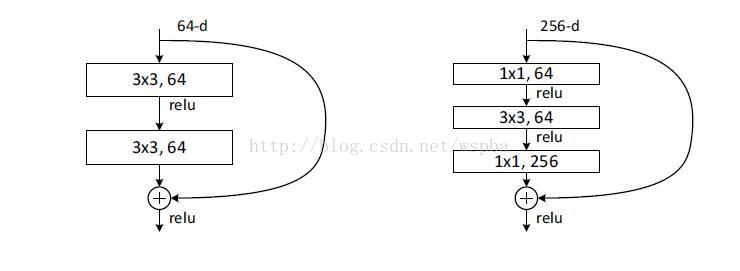 64-d
3x3, 64
relu
3x3, 64
relu
256-d
1x1, 64
relu
3x3, 64
relu
1x1, 256
relu
http://blog.csdn.net/wspba